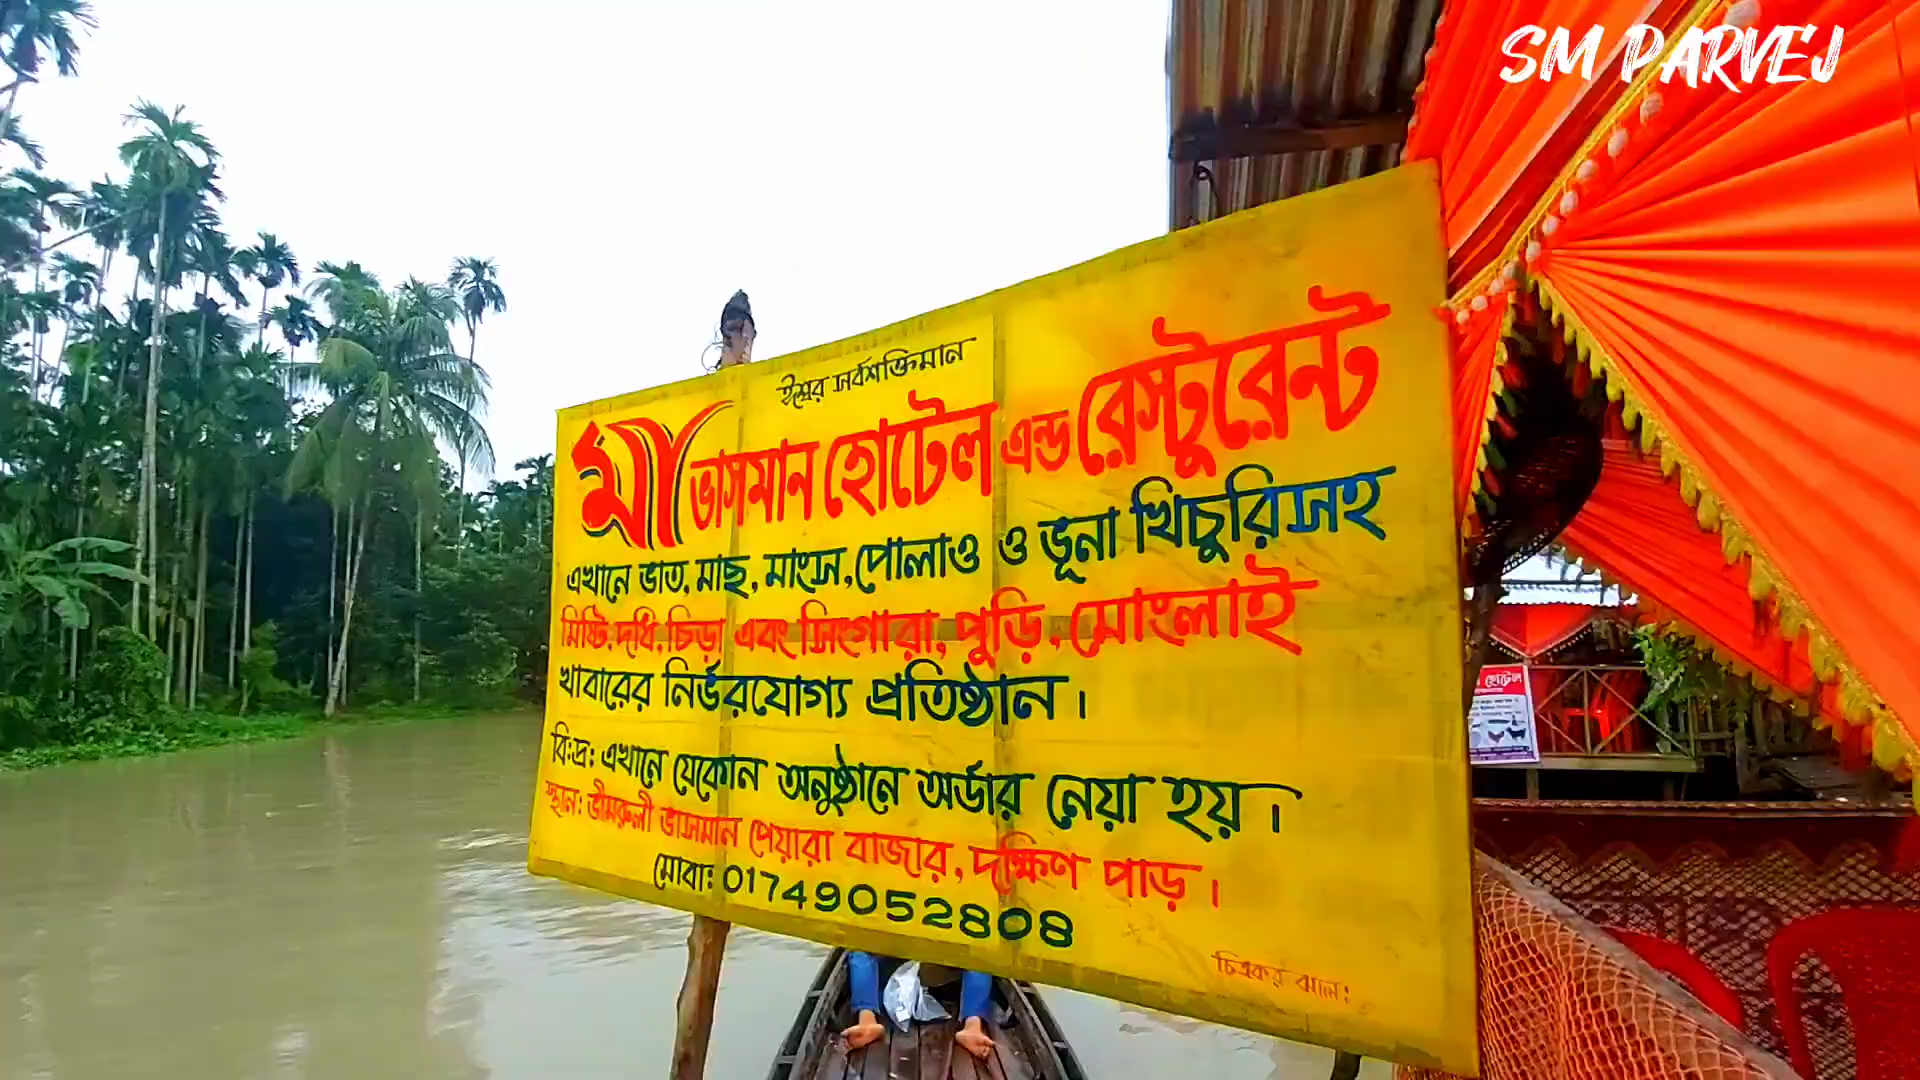 SM PARVEJ
ঈশ্বর সর্বশক্তিমান
মা ভাসমান হোটেল এন্ড রেস্টুরেন্ট
এখানে ভাত, মাছ, মাংস, পোলাও ও ভূনা খিচুরিসহ
মিষ্টি, দধি, চিড়া এবং সিংগোরা, পুড়ি, মোংলাই
খাবারের নির্ভরযোগ্য প্রতিষ্ঠান।
বি:দ্র: এখানে যেকোন অনুষ্ঠানে অর্ডার নেয়া হয়।
স্থান: ভীমরুলী ভাসমান পেয়ারা বাজার, দক্ষিণ পাড়।
মোবা: 01749052808
চিত্রকর ঝাল:
হোটেল